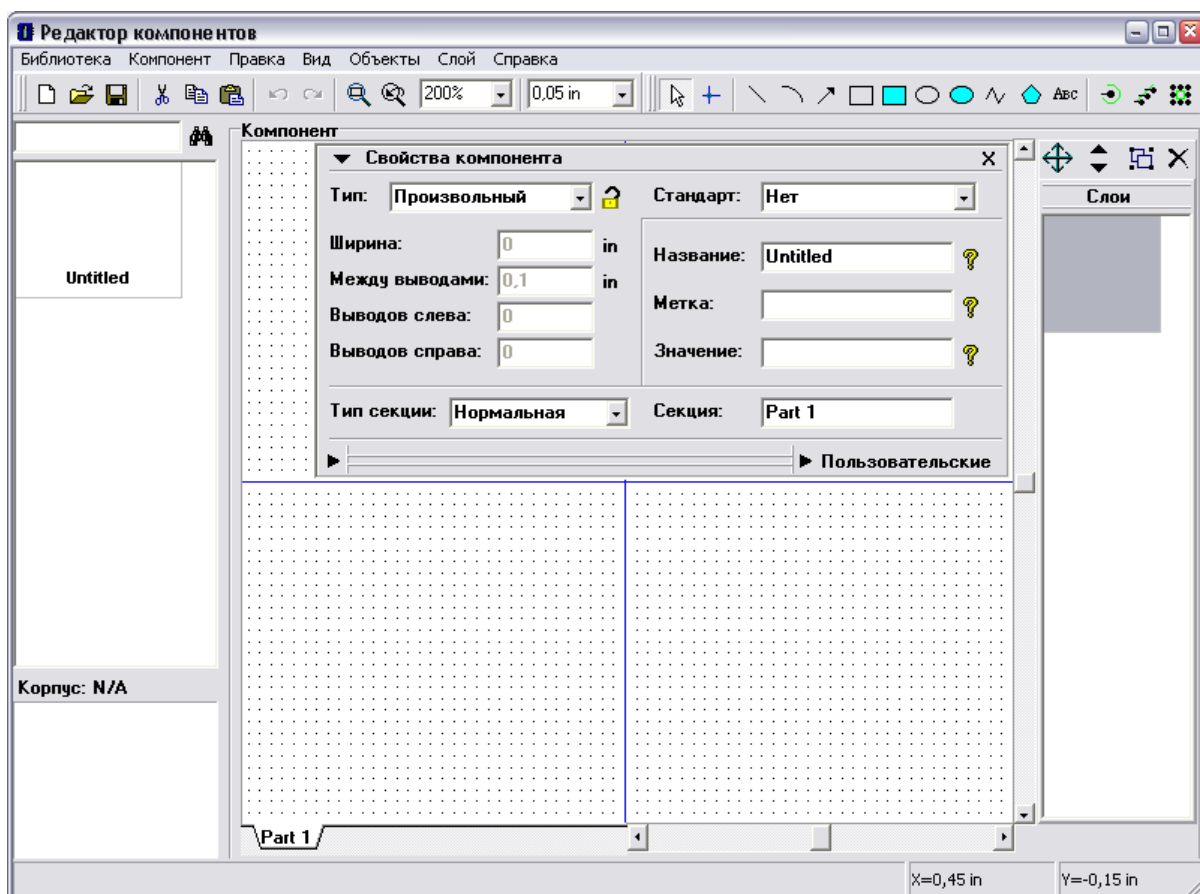 Редактор компонентов
Библиотека Компонент Правка Вид Объекты Слой Справка
200% 0,05 in ABC
Компонент
Свойства компонента
Слои
Тип: Произвольный Стандарт: Нет
Ширина: 0 in
Между выводами: 0,1 in
Выводов слева: 0
Выводов справа: 0
Название: Untitled
Метка:
Значение:
Тип секции: Нормальная Секция: Part 1
Пользовательские
Untitled
Корпус: N/A
Part 1
X=0,45 in Y=-0,15 in